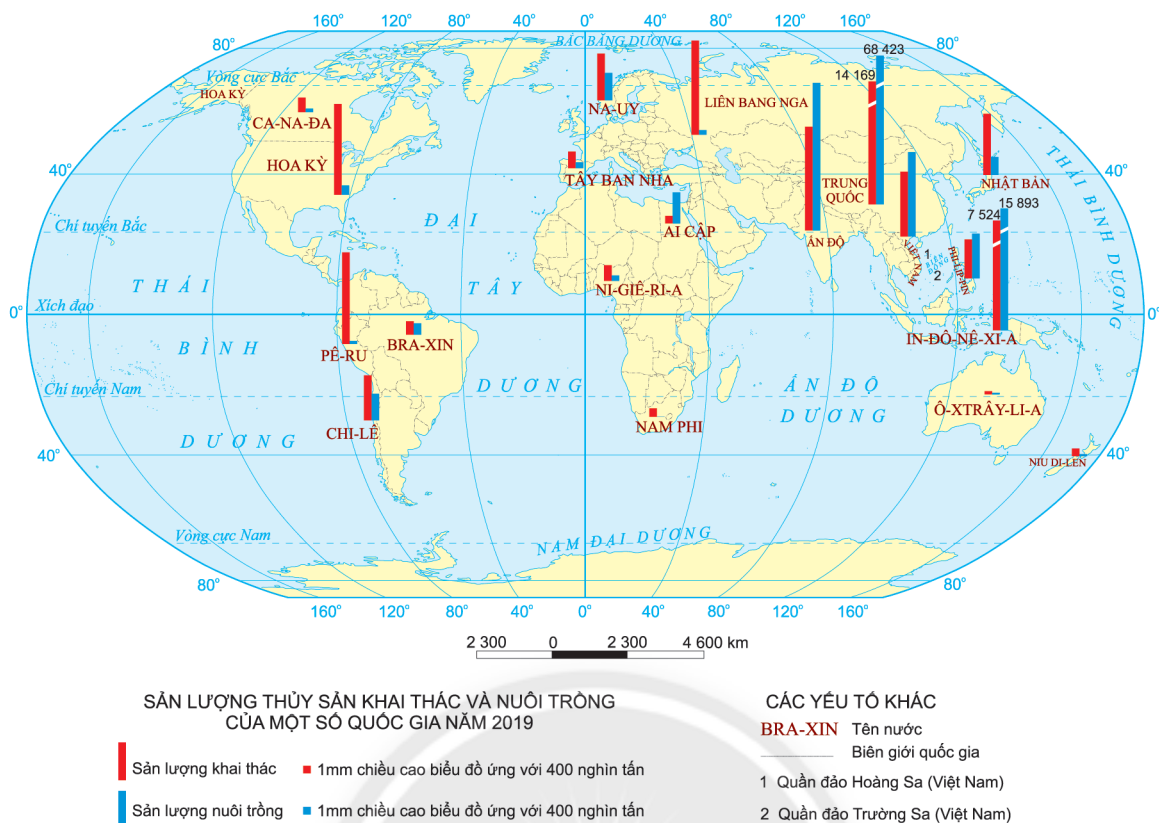 160° 120° 80° 40° 0° 40° 80° 120° 160°
80° BẮC BĂNG DƯƠNG 68 423 80°
Vòng cực Bắc 14 169
HOA KỲ NA-UY LIÊN BANG NGA
CA-NA-ĐA
HOA KỲ
40° TÂY BAN NHA TRUNG QUỐC NHẬT BẢN 40°
THÁI BÌNH DƯƠNG
Chí tuyến Bắc ĐẠI AI CẬP ẤN ĐỘ 7 524 15 893
VIỆT NAM 1 BIỂN ĐÔNG 2 PHI-LÍP-PIN
THÁI TÂY NI-GIÊ-RI-A
0° Xích đạo 0°
BÌNH PÊ-RU BRA-XIN IN-ĐÔ-NÊ-XI-A
Chí tuyến Nam DƯƠNG ẤN ĐỘ
DƯƠNG CHI-LÊ NAM PHI DƯƠNG Ô-XTRÂY-LI-A
40° NIU DI-LEN 40°
Vòng cực Nam NAM ĐẠI DƯƠNG
80° 80°
160° 120° 80° 40° 0° 40° 80° 120° 160°
2 300 0 2 300 4 600 km
SẢN LƯỢNG THỦY SẢN KHAI THÁC VÀ NUÔI TRỒNG
CỦA MỘT SỐ QUỐC GIA NĂM 2019
Sản lượng khai thác 1mm chiều cao biểu đồ ứng với 400 nghìn tấn
Sản lượng nuôi trồng 1mm chiều cao biểu đồ ứng với 400 nghìn tấn
CÁC YẾU TỐ KHÁC
BRA-XIN Tên nước
Biên giới quốc gia
1 Quần đảo Hoàng Sa (Việt Nam)
2 Quần đảo Trường Sa (Việt Nam)